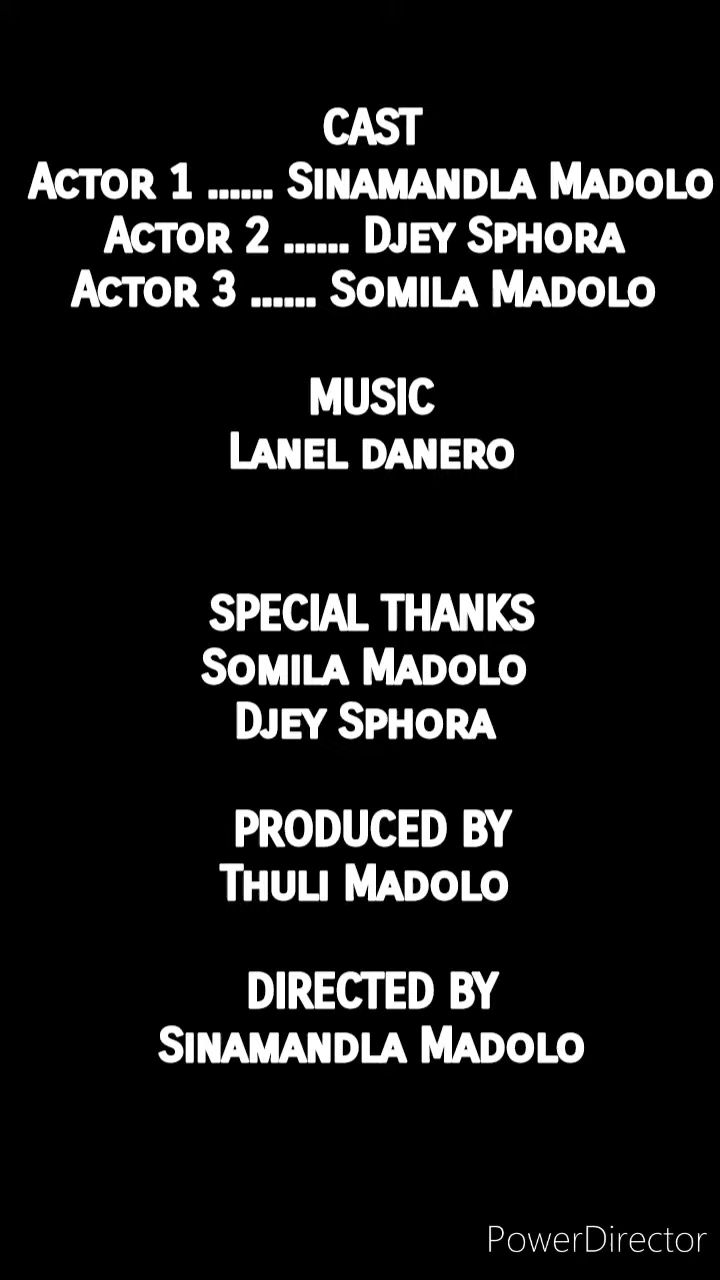 CAST
Actor 1 ...... Sinamandla Madolo
Actor 2 ...... Djey Sphora
Actor 3 ...... Somila Madolo
MUSIC
Lanel danero
SPECIAL THANKS
Somila Madolo
Djey Sphora
PRODUCED BY
Thuli Madolo
DIRECTED BY
Sinamandla Madolo
PowerDirector